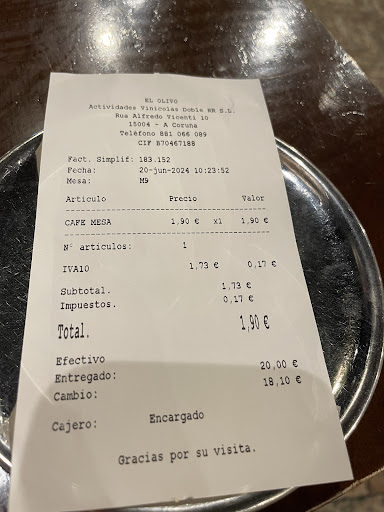 EL OLIVO
Actividades Vinicolas Doble RR S.L.
Rua Alfredo Vicenti 10
15004 - A Coruna
Teléfono 881 066 089
CIF B70467188
Fact. Simplif: 183.152
Fecha: 20-jun-2024 10:23:52
Mesa: M9
Articulo Precio Valor
CAFE MESA 1,90 € x1 1,90 €
Nº articulos: 1
IVA10 1,73 € 0,17 €
Subtotal. 1,73 €
Impuestos. 0,17 €
Total. 1,90 €
Efectivo
Entregado: 20,00 €
Cambio: 18,10 €
Cajero: Encargado
Gracias por su visita.